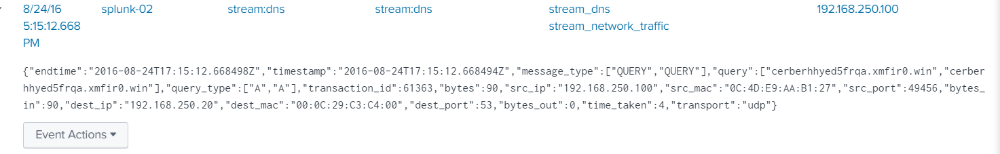 8/24/16 splunk-02 stream:dns stream:dns stream_dns 192.168.250.100
5:15:12.668 stream_network_traffic
PM
{"endtime":"2016-08-24T17:15:12.668498Z","timestamp":"2016-08-24T17:15:12.668494Z","message_type":["QUERY","QUERY"],"query":["cerberhhyed5frqa.xmfir0.win","cerber
hhyed5frqa.xmfir0.win"],"query_type":["A","A"],"transaction_id":61363,"bytes":90,"src_ip":"192.168.250.100","src_mac":"0C:4D:E9:AA:B1:27","src_port":49456,"bytes_
in":90,"dest_ip":"192.168.250.20","dest_mac":"00:0C:29:C3:C4:00","dest_port":53,"bytes_out":0,"time_taken":4,"transport":"udp"}
Event Actions ▾